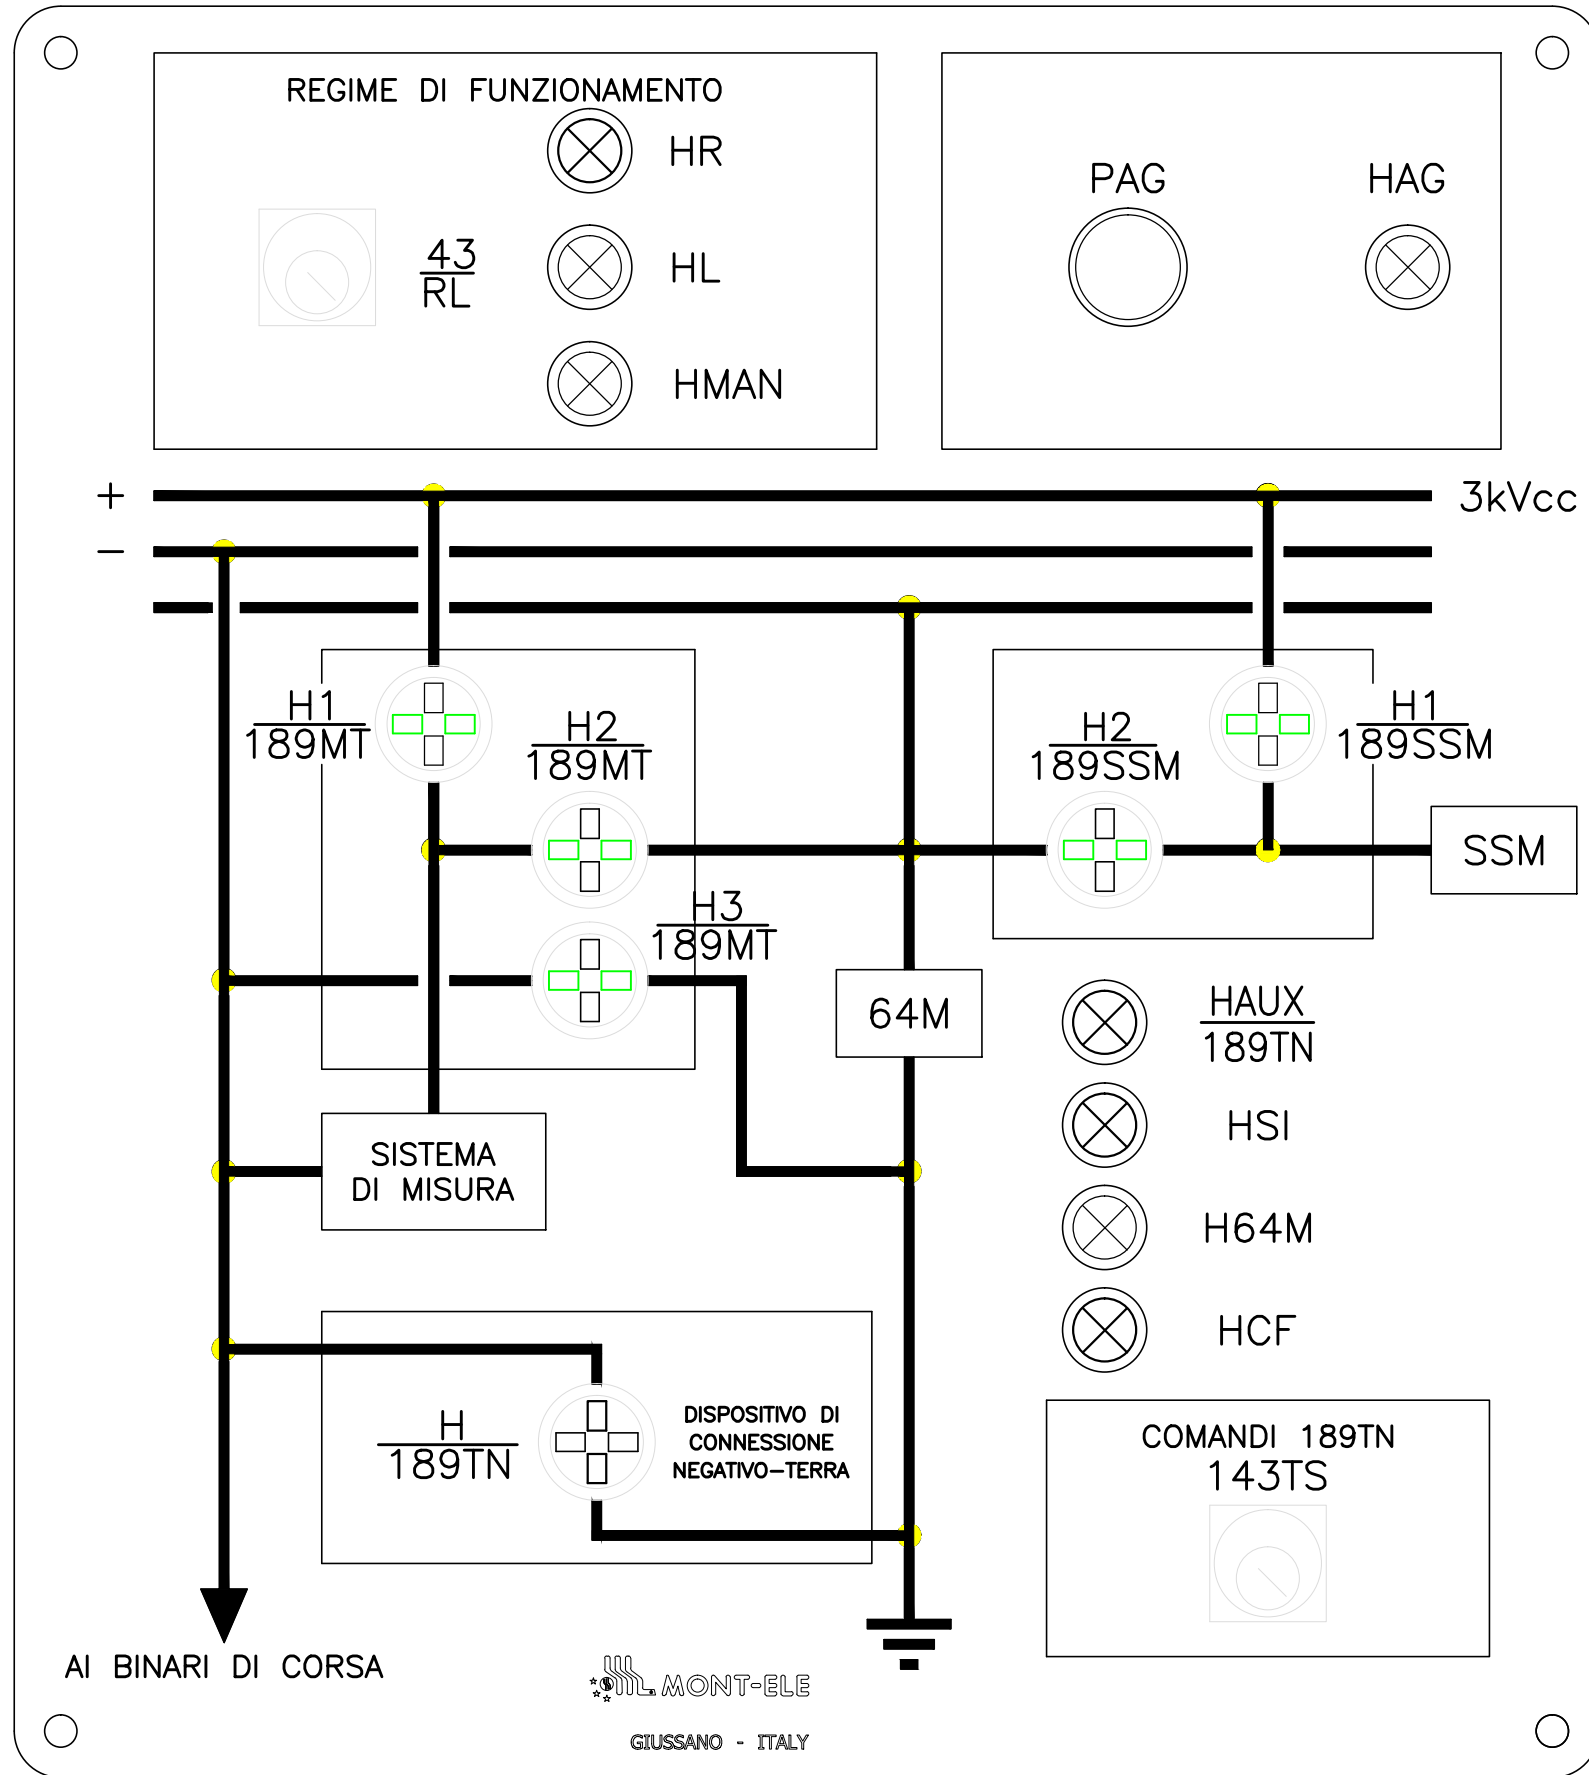 REGIME DI FUNZIONAMENTO
HR
43
RL
HL
HMAN
PAG
HAG
+
3kVcc
−
H1
189MT
H2
189MT
H3
189MT
H2
189SSM
H1
189SSM
SSM
64M
HAUX
189TN
HSI
H64M
HCF
SISTEMA
DI MISURA
H
189TN
DISPOSITIVO DI
CONNESSIONE
NEGATIVO-TERRA
COMANDI 189TN
143TS
AI BINARI DI CORSA
MONT-ELE
GIUSSANO - ITALY